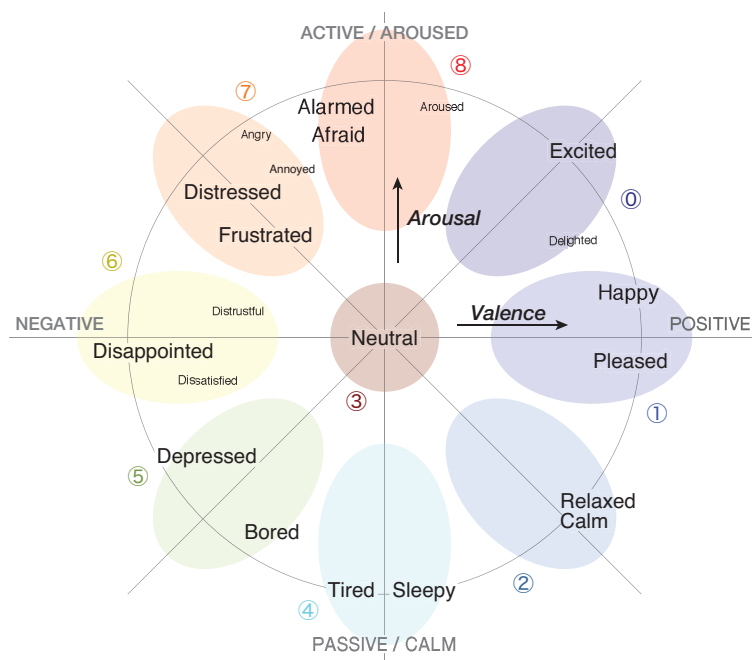 ACTIVE / AROUSED
⑧
⑦
Alarmed
Aroused
Afraid
Angry
Excited
Annoyed
Distressed
⓪
Arousal
Frustrated
Delighted
⑥
Happy
Distrustful
Valence
NEGATIVE
POSITIVE
Neutral
Disappointed
Pleased
Dissatisfied
③
①
Depressed
⑤
Relaxed
Calm
Bored
②
Tired
Sleepy
④
PASSIVE / CALM